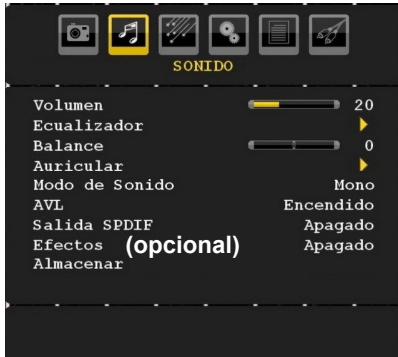 SONIDO
Volumen 20
Ecualizador
Balance 0
Auricular
Modo de Sonido Mono
AVL Encendido
Salida SPDIF Apagado
Efectos (opcional) Apagado
Almacenar